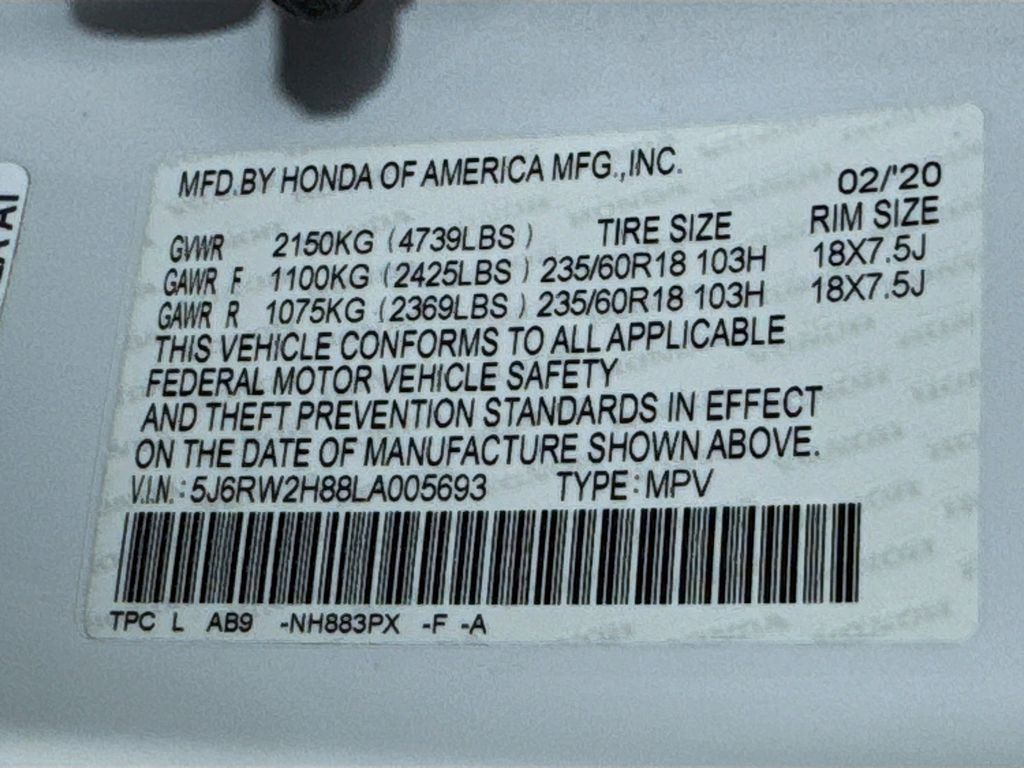 MFD.BY HONDA OF AMERICA MFG.,INC.
02/'20
GVWR 2150KG (4739LBS) TIRE SIZE RIM SIZE
GAWR F 1100KG (2425LBS) 235/60R18 103H 18X7.5J
GAWR R 1075KG (2369LBS) 235/60R18 103H 18X7.5J
THIS VEHICLE CONFORMS TO ALL APPLICABLE
FEDERAL MOTOR VEHICLE SAFETY
AND THEFT PREVENTION STANDARDS IN EFFECT
ON THE DATE OF MANUFACTURE SHOWN ABOVE.
V.I.N.: 5J6RW2H88LA005693 TYPE: MPV
TPC L AB9 -NH883PX -F -A